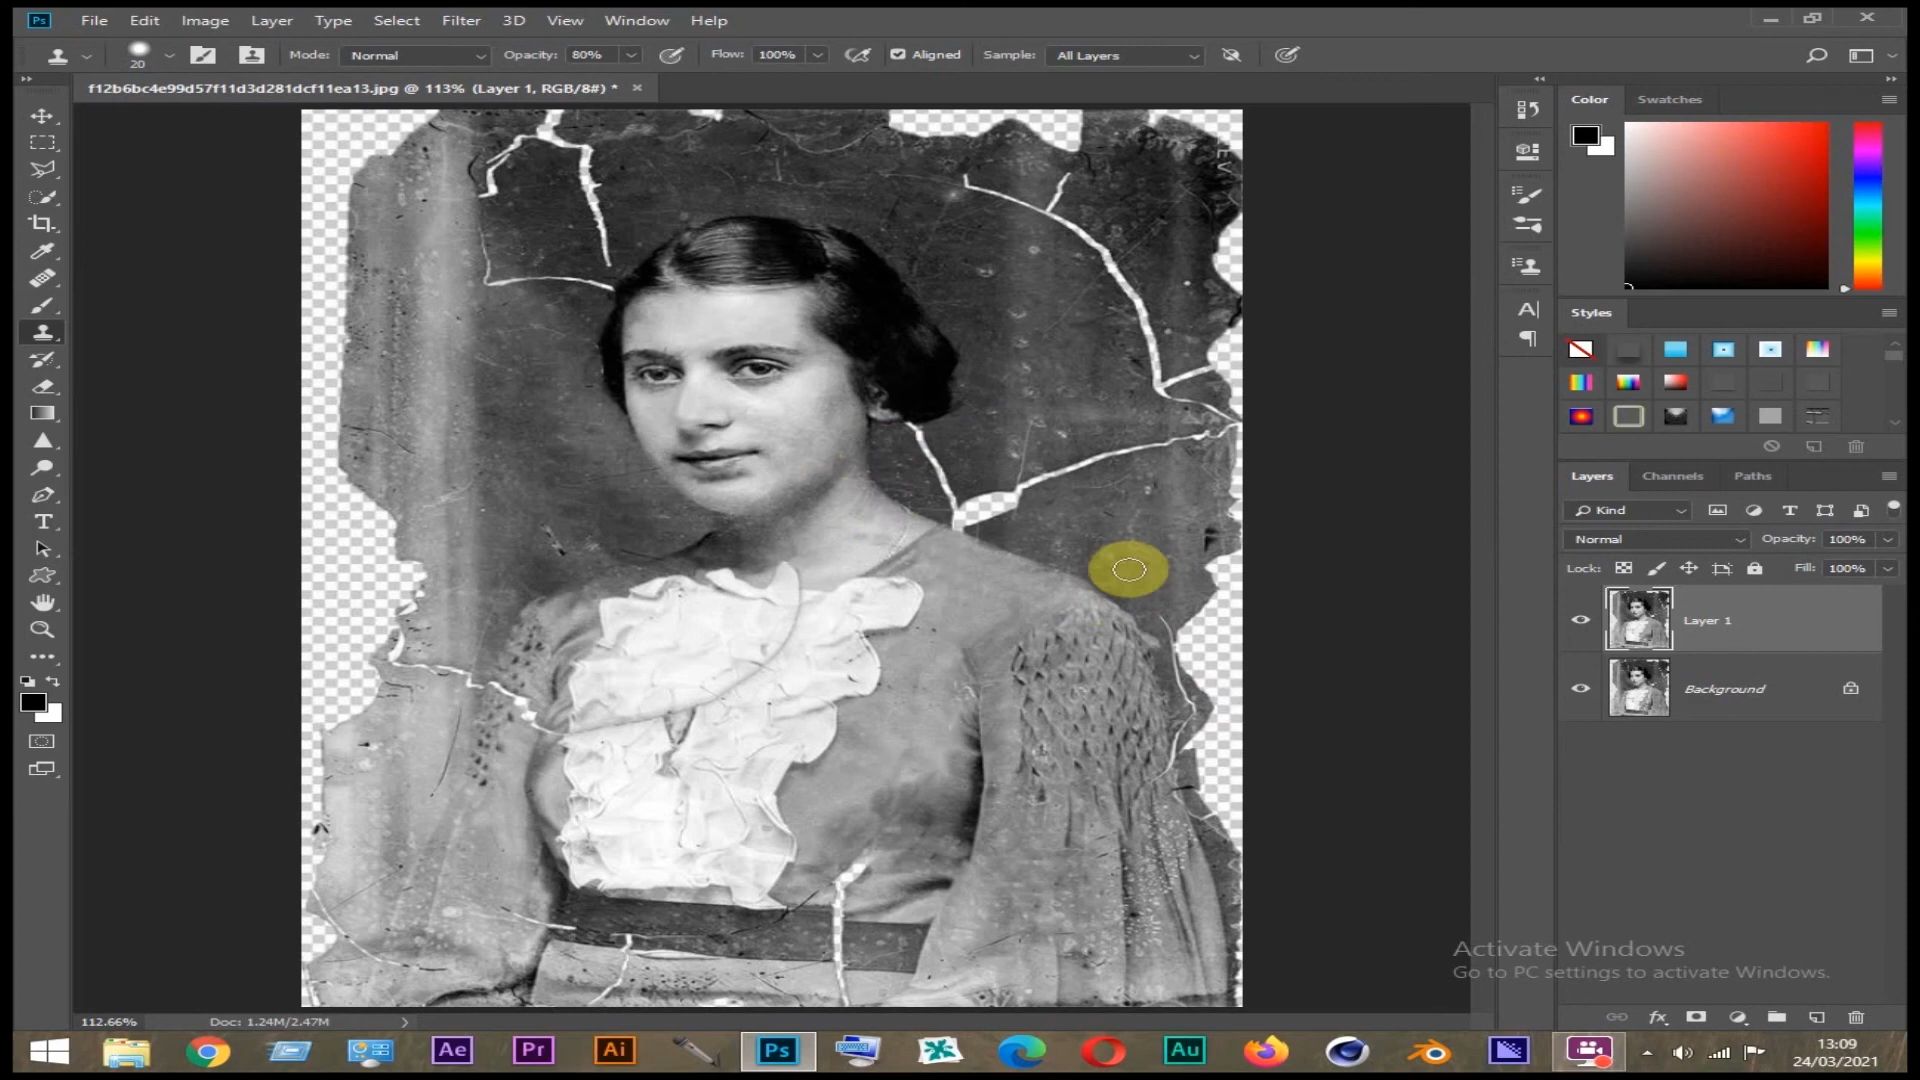 Ps File Edit Image Layer Type Select Filter 3D View Window Help
20 Mode: Normal Opacity: 80% Flow: 100% Aligned Sample: All Layers
f12b6bc4e99d57f11d3d281dcf11ea13.jpg @ 113% (Layer 1, RGB/8#) *
Color Swatches
Styles
Layers Channels Paths
Kind
Normal Opacity: 100%
Lock: Fill: 100%
Layer 1
Background
Activate Windows
Go to PC settings to activate Windows.
fx
112.66% Doc: 1.24M/2.47M
Ae Pr Ai Ps Au
13:09
24/03/2021